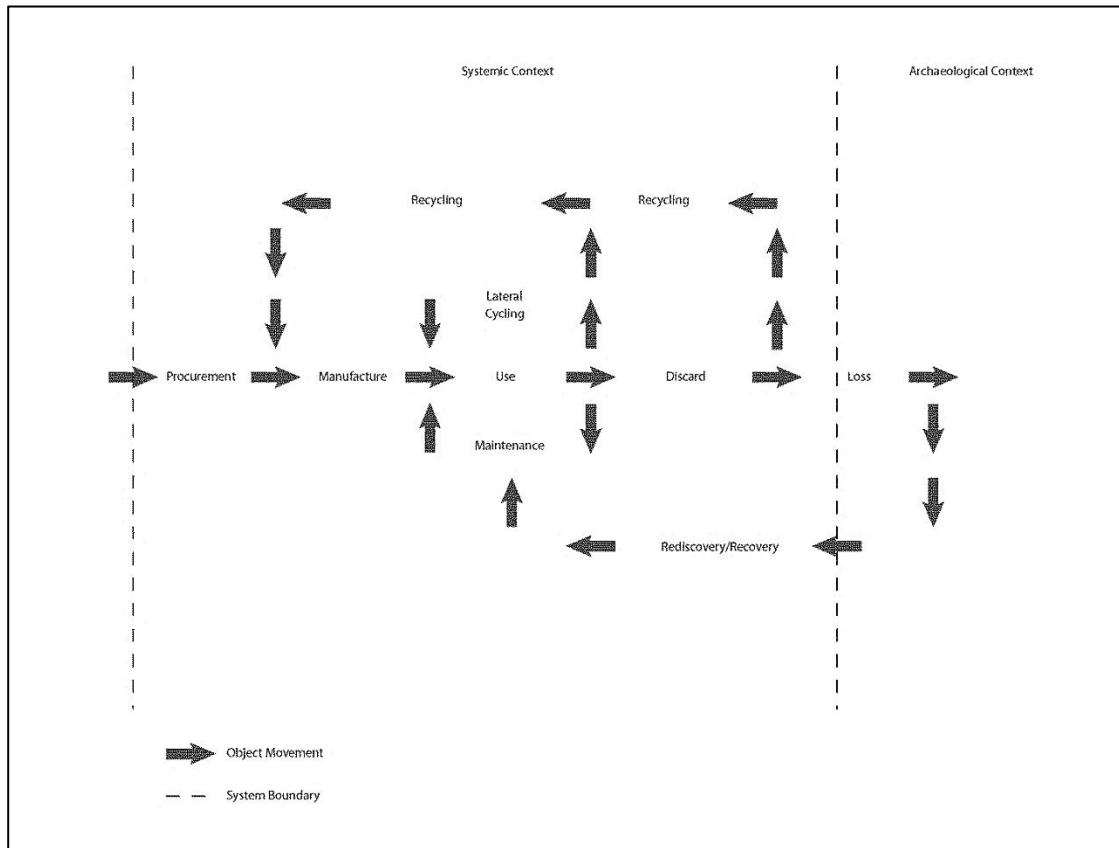 Systemic Context
Archaeological Context
Recycling
Recycling
Lateral
Cycling
Procurement
Manufacture
Use
Discard
Loss
Maintenance
Rediscovery/Recovery
Object Movement
System Boundary